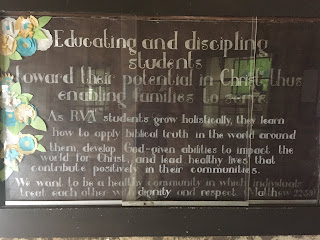 Educating and discipling
students
toward their potential in Christ thus
enabling families to serve
As RVA students grow holistically, they learn
how to apply biblical truth in the world around
them develop God-given abilities to impact the
world for Christ, and lead healthy lives that
contribute positively in their communities.
We want to be a healthy community in which individuals
treat each other with dignity and respect Matthew